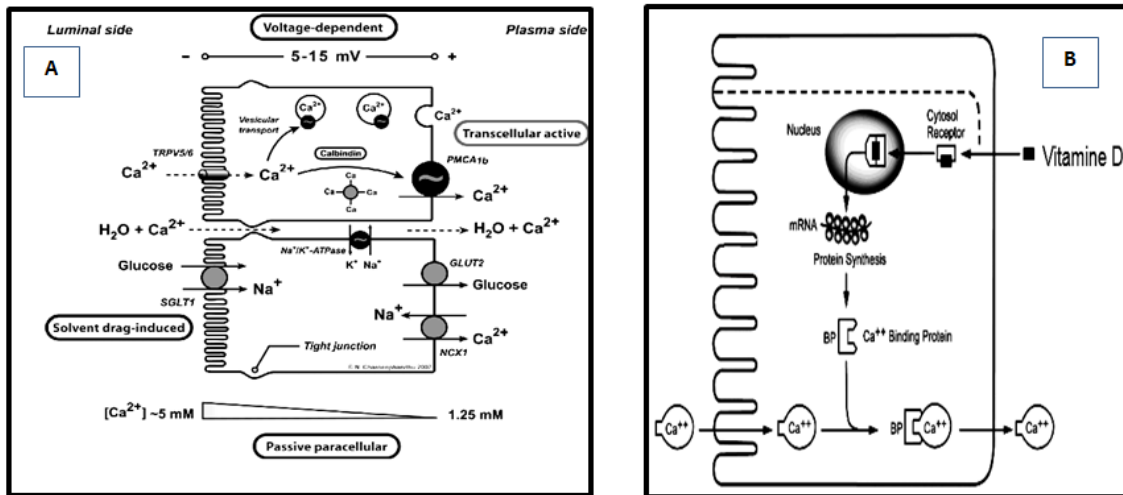 A
Luminal side
Voltage-dependent
Plasma side
−
5-15 mV
+
Ca2+
Ca2+
Ca2+
Vesicular
transport
Transcellular active
TRPV5/6
Calbindin
PMCA1b
Ca2+
Ca2+
Ca
Ca
Ca
Ca
Ca2+
H2O + Ca2+
H2O + Ca2+
Na+/K+-ATPase
K+ Na+
Glucose
GLUT2
Glucose
Na+
SGLT1
Na+
Solvent drag-induced
Ca2+
NCX1
Tight junction
[Ca2+] ~5 mM
1.25 mM
Passive paracellular
B
Nucleus
Cytosol
Receptor
Vitamine D
mRNA
Protein Synthesis
BP
Ca++ Binding Protein
Ca++
Ca++
BP
Ca++
Ca++